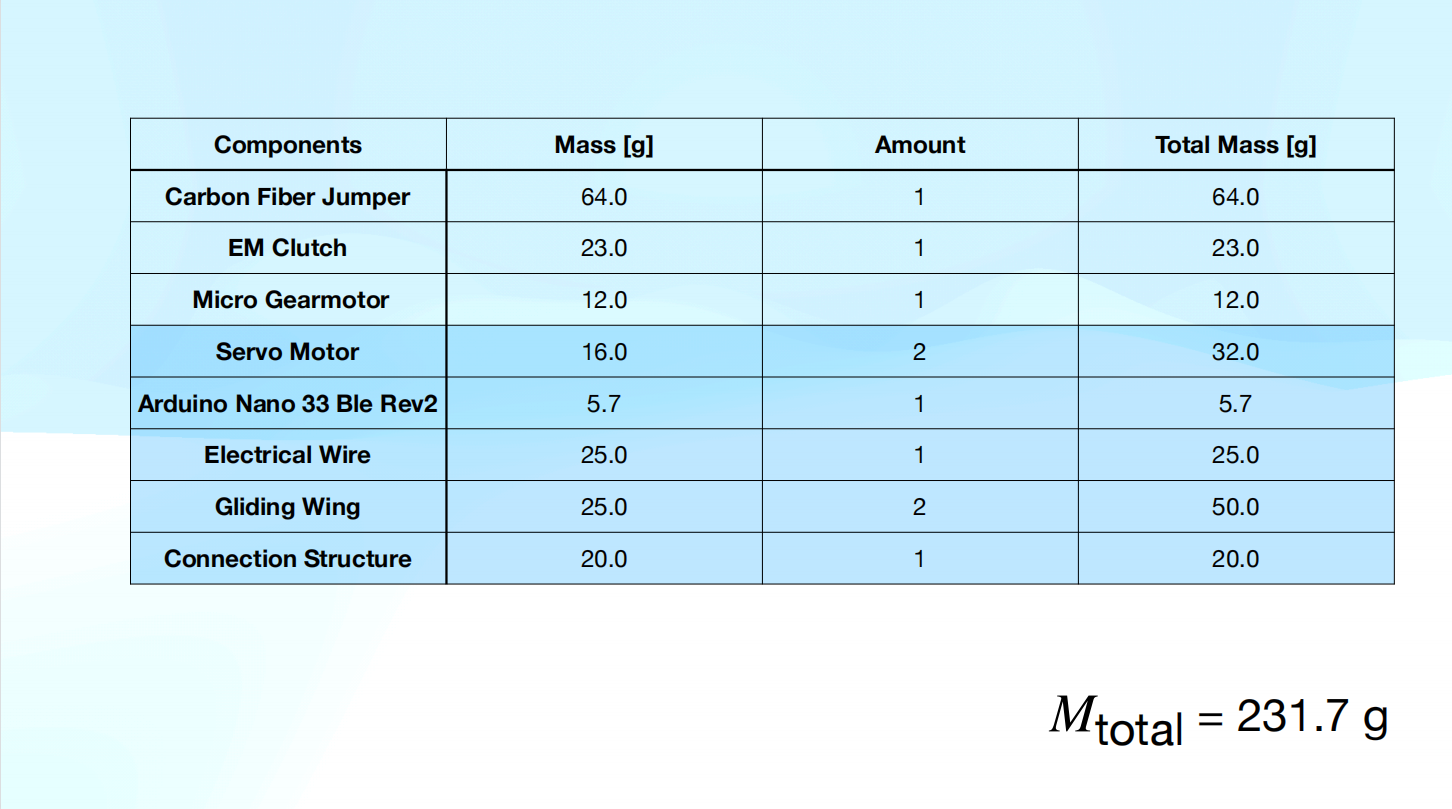 Components Mass [g] Amount Total Mass [g]
Carbon Fiber Jumper 64.0 1 64.0
EM Clutch 23.0 1 23.0
Micro Gearmotor 12.0 1 12.0
Servo Motor 16.0 2 32.0
Arduino Nano 33 Ble Rev2 5.7 1 5.7
Electrical Wire 25.0 1 25.0
Gliding Wing 25.0 2 50.0
Connection Structure 20.0 1 20.0
Mtotal = 231.7 g